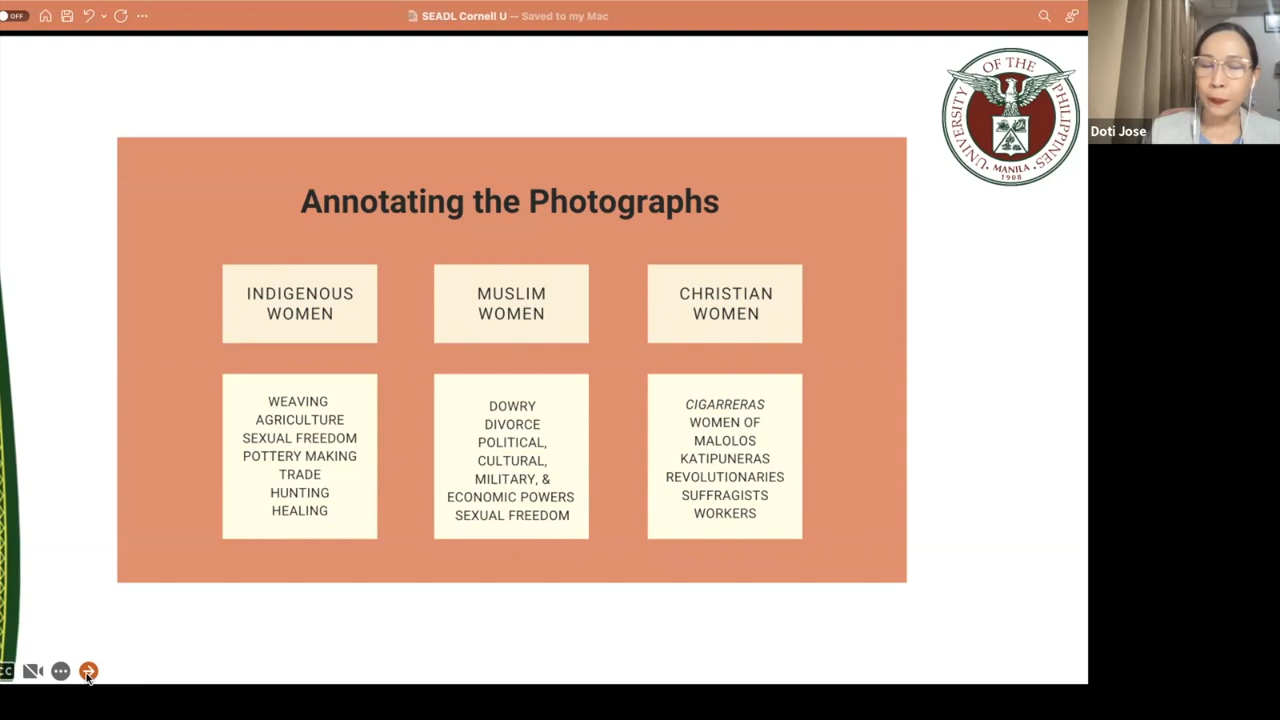 OFF
SEADL Cornell U — Saved to my Mac
UNIVERSITY OF THE PHILIPPINES
MANILA
1908
Doti Jose
Annotating the Photographs
INDIGENOUS
WOMEN
WEAVING
AGRICULTURE
SEXUAL FREEDOM
POTTERY MAKING
TRADE
HUNTING
HEALING
MUSLIM
WOMEN
DOWRY
DIVORCE
POLITICAL,
CULTURAL,
MILITARY, &
ECONOMIC POWERS
SEXUAL FREEDOM
CHRISTIAN
WOMEN
CIGARRERAS
WOMEN OF
MALOLOS
KATIPUNERAS
REVOLUTIONARIES
SUFFRAGISTS
WORKERS
CC